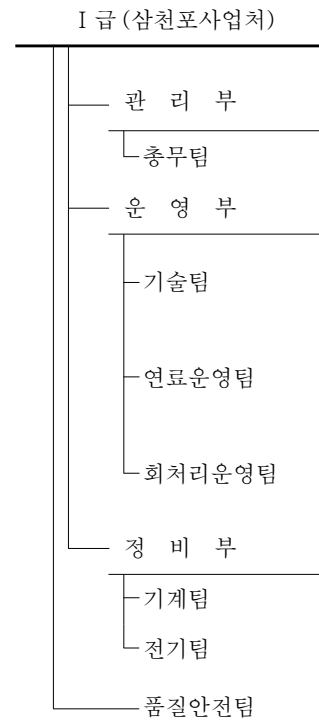 Ⅰ급(삼천포사업처)
관 리 부
총무팀
운 영 부
기술팀
연료운영팀
회처리운영팀
정 비 부
기계팀
전기팀
품질안전팀